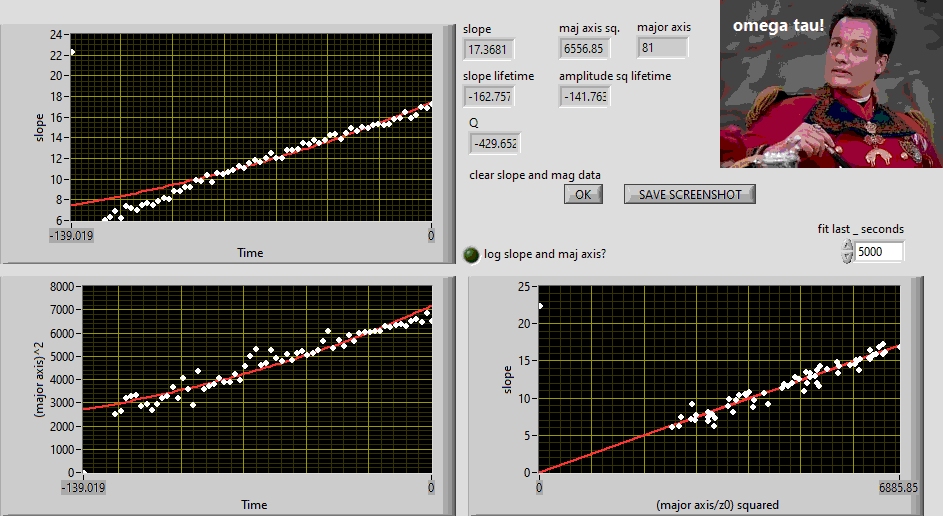 slope
17.3681
maj axis sq.
6556.85
major axis
81
omega tau!
slope lifetime
-162.757
amplitude sq lifetime
-141.763
Q
-429.652
clear slope and mag data
OK
SAVE SCREENSHOT
fit last _ seconds
5000
log slope and maj axis?
24
22
20
18
16
14
12
10
8
6
slope
-139.019
0
Time
8000
7000
6000
5000
4000
3000
2000
1000
0
(major axis)^2
-139.019
0
Time
25
20
15
10
5
0
slope
0
6885.85
(major axis/z0) squared